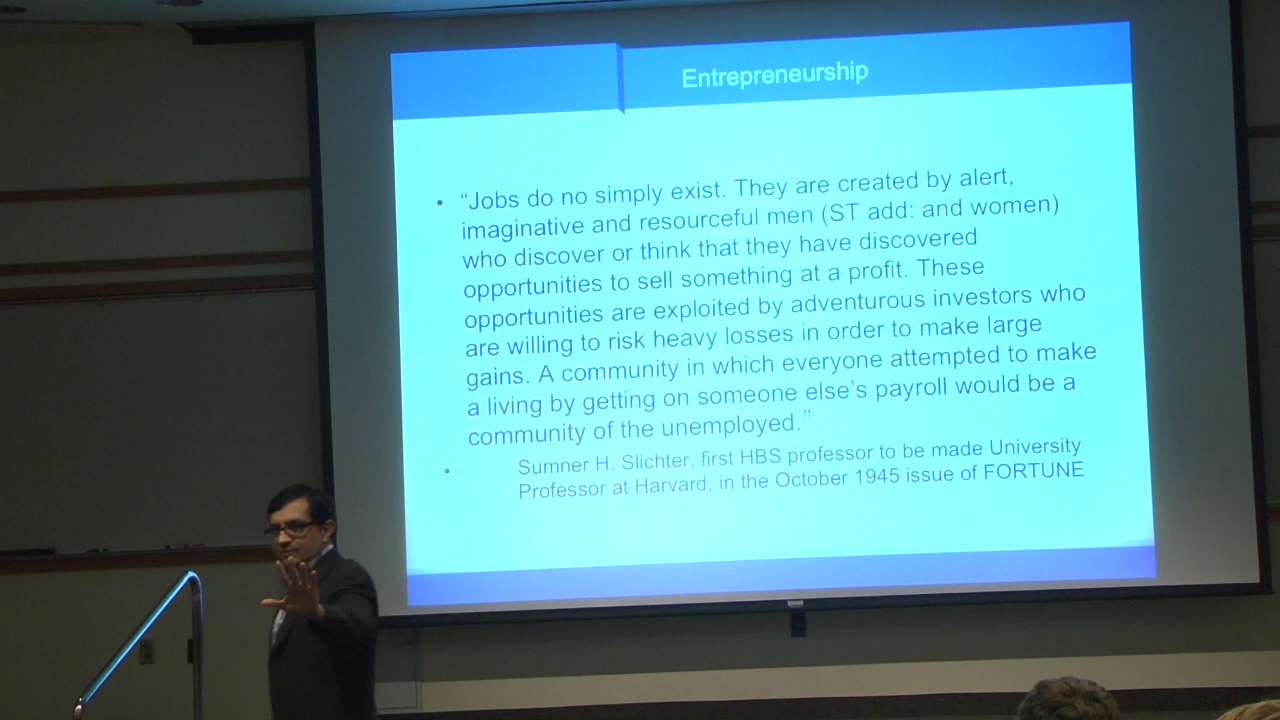 Entrepreneurship
• “Jobs do no simply exist. They are created by alert,
imaginative and resourceful men (ST add: and women)
who discover or think that they have discovered
opportunities to sell something at a profit. These
opportunities are exploited by adventurous investors who
are willing to risk heavy losses in order to make large
gains. A community in which everyone attempted to make
a living by getting on someone else’s payroll would be a
community of the unemployed.”
• Sumner H. Slichter, first HBS professor to be made University
Professor at Harvard, in the October 1945 issue of FORTUNE